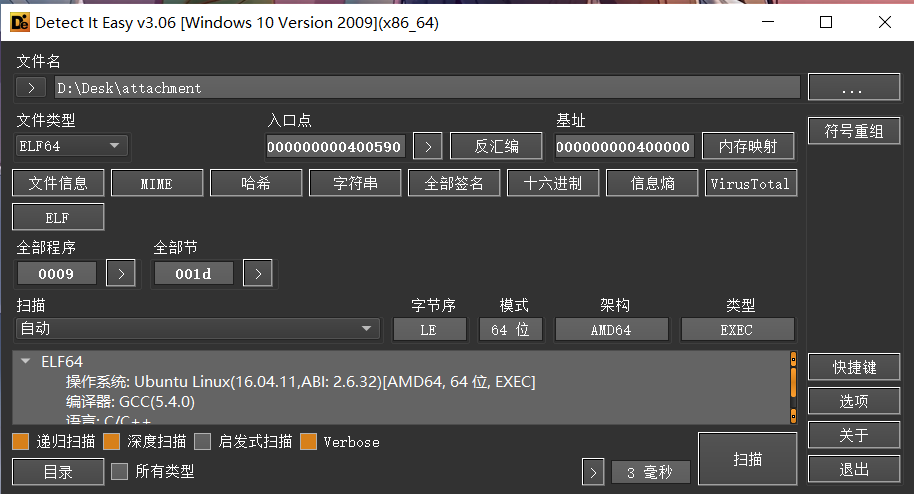 Detect It Easy v3.06 [Windows 10 Version 2009](x86_64)
文件名
> D:\Desk\attachment ...
文件类型 入口点 基址
ELF64 0000000000400590 > 反汇编 000000000400000 内存映射 符号重组
文件信息 MIME 哈希 字符串 全部签名 十六进制 信息熵 VirusTotal
ELF
全部程序 全部节
0009 > 001d >
扫描 字节序 模式 架构 类型
自动 LE 64 位 AMD64 EXEC
ELF64
操作系统: Ubuntu Linux(16.04.11,ABI: 2.6.32)[AMD64, 64 位, EXEC]
编译器: GCC(5.4.0)
语言: C/C++
递归扫描 深度扫描 启发式扫描 Verbose
目录 所有类型 > 3 毫秒 扫描
快捷键
选项
关于
退出